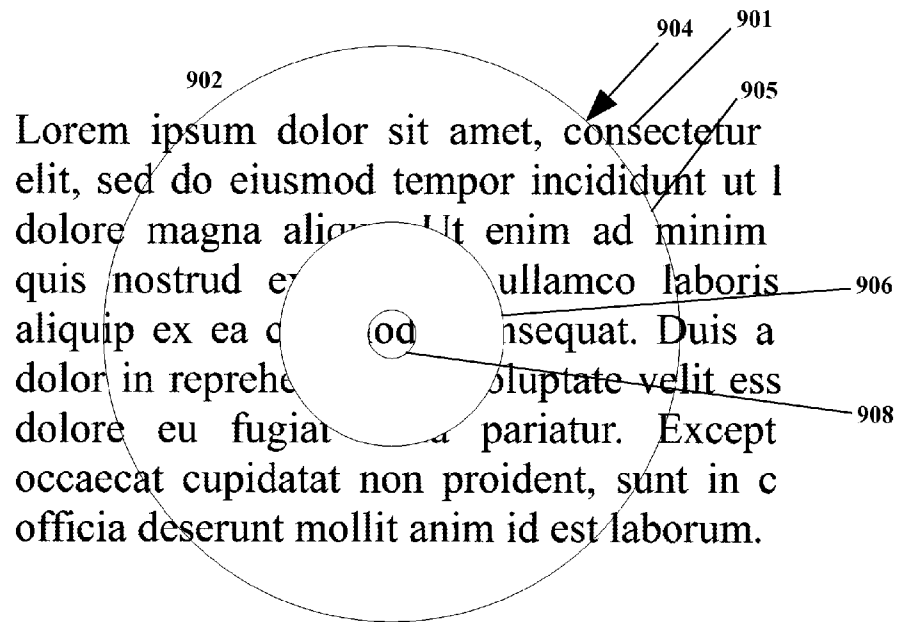 904
901
902
905
Lorem ipsum dolor sit amet, consectetur
elit, sed do eiusmod tempor incididunt ut l
dolore magna Ut enim ad minim
quis nostrud ullamco laboris
906
aliquip ex ea c od nsequat. Duis a
dolor in reprehe oluptate velit ess
908
dolore eu fugiat pariatur. Except
occaecat cupidatat non proident, sunt in c
officia deserunt mollit anim id est laborum.